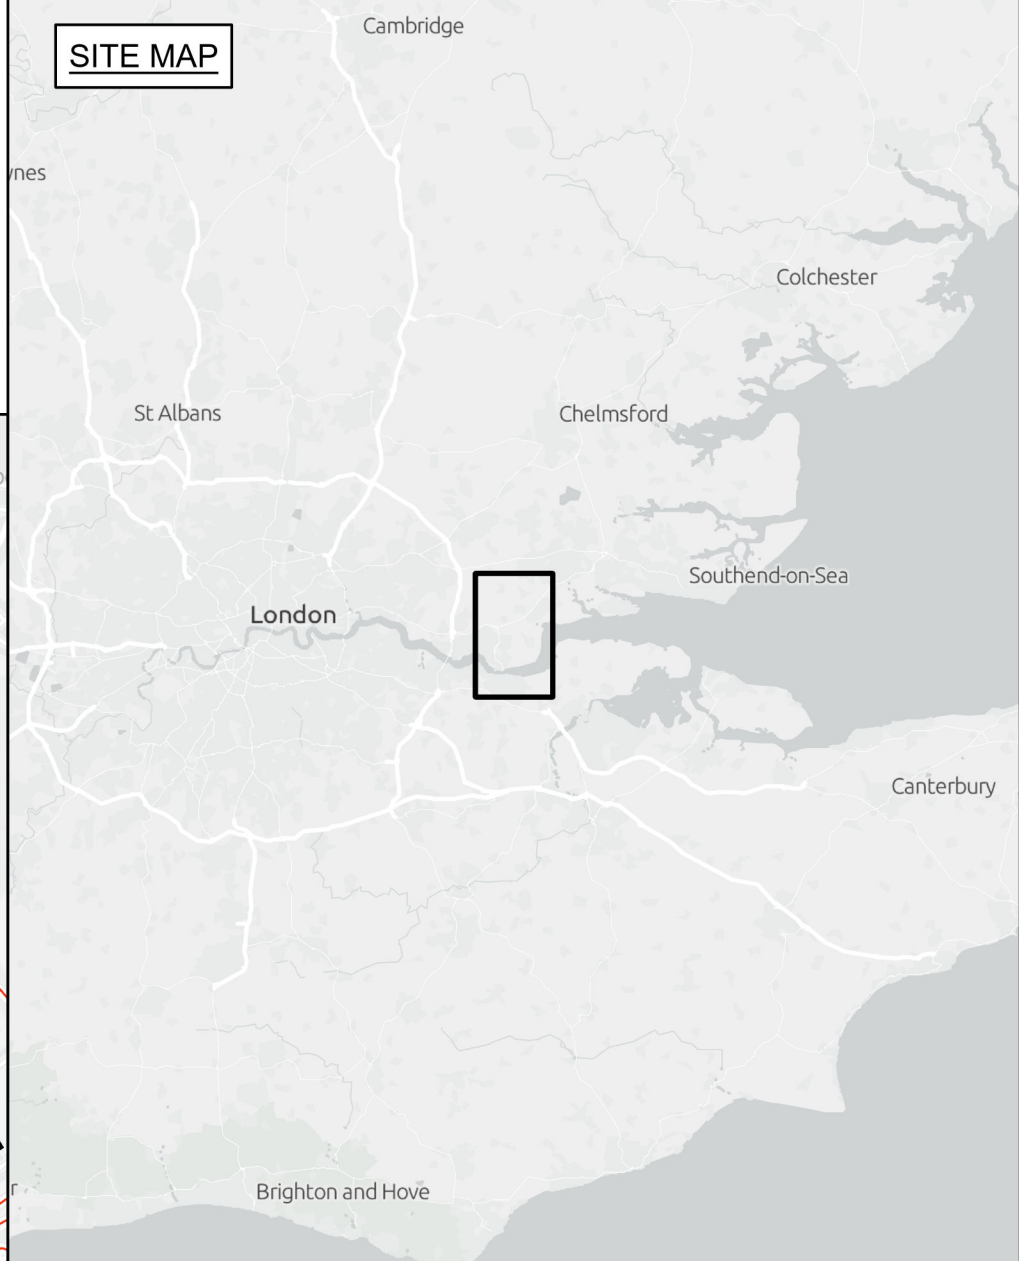 SITE MAP
Cambridge
ynes
Colchester
St Albans
Chelmsford
Southend-on-Sea
London
Canterbury
Brighton and Hove
r